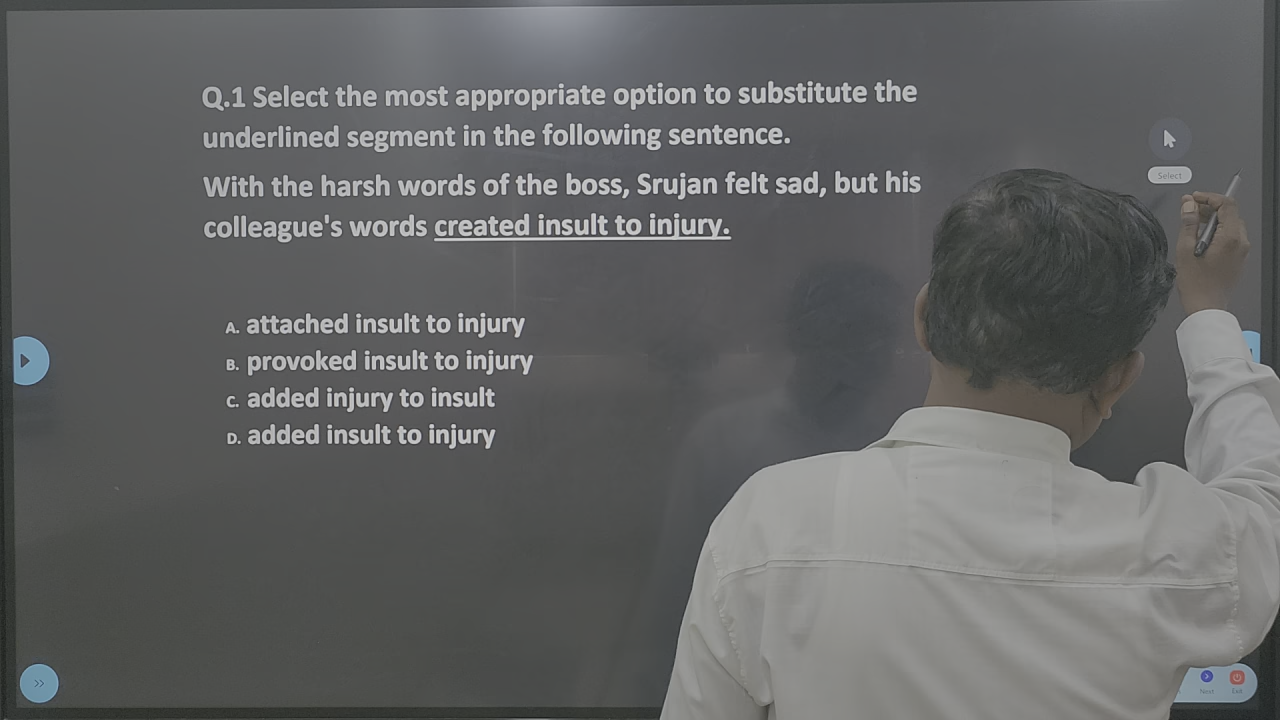 Q.1 Select the most appropriate option to substitute the
underlined segment in the following sentence.
With the harsh words of the boss, Srujan felt sad, but his
colleague's words created insult to injury.
A. attached insult to injury
B. provoked insult to injury
C. added injury to insult
D. added insult to injury
Select
Next
Exit